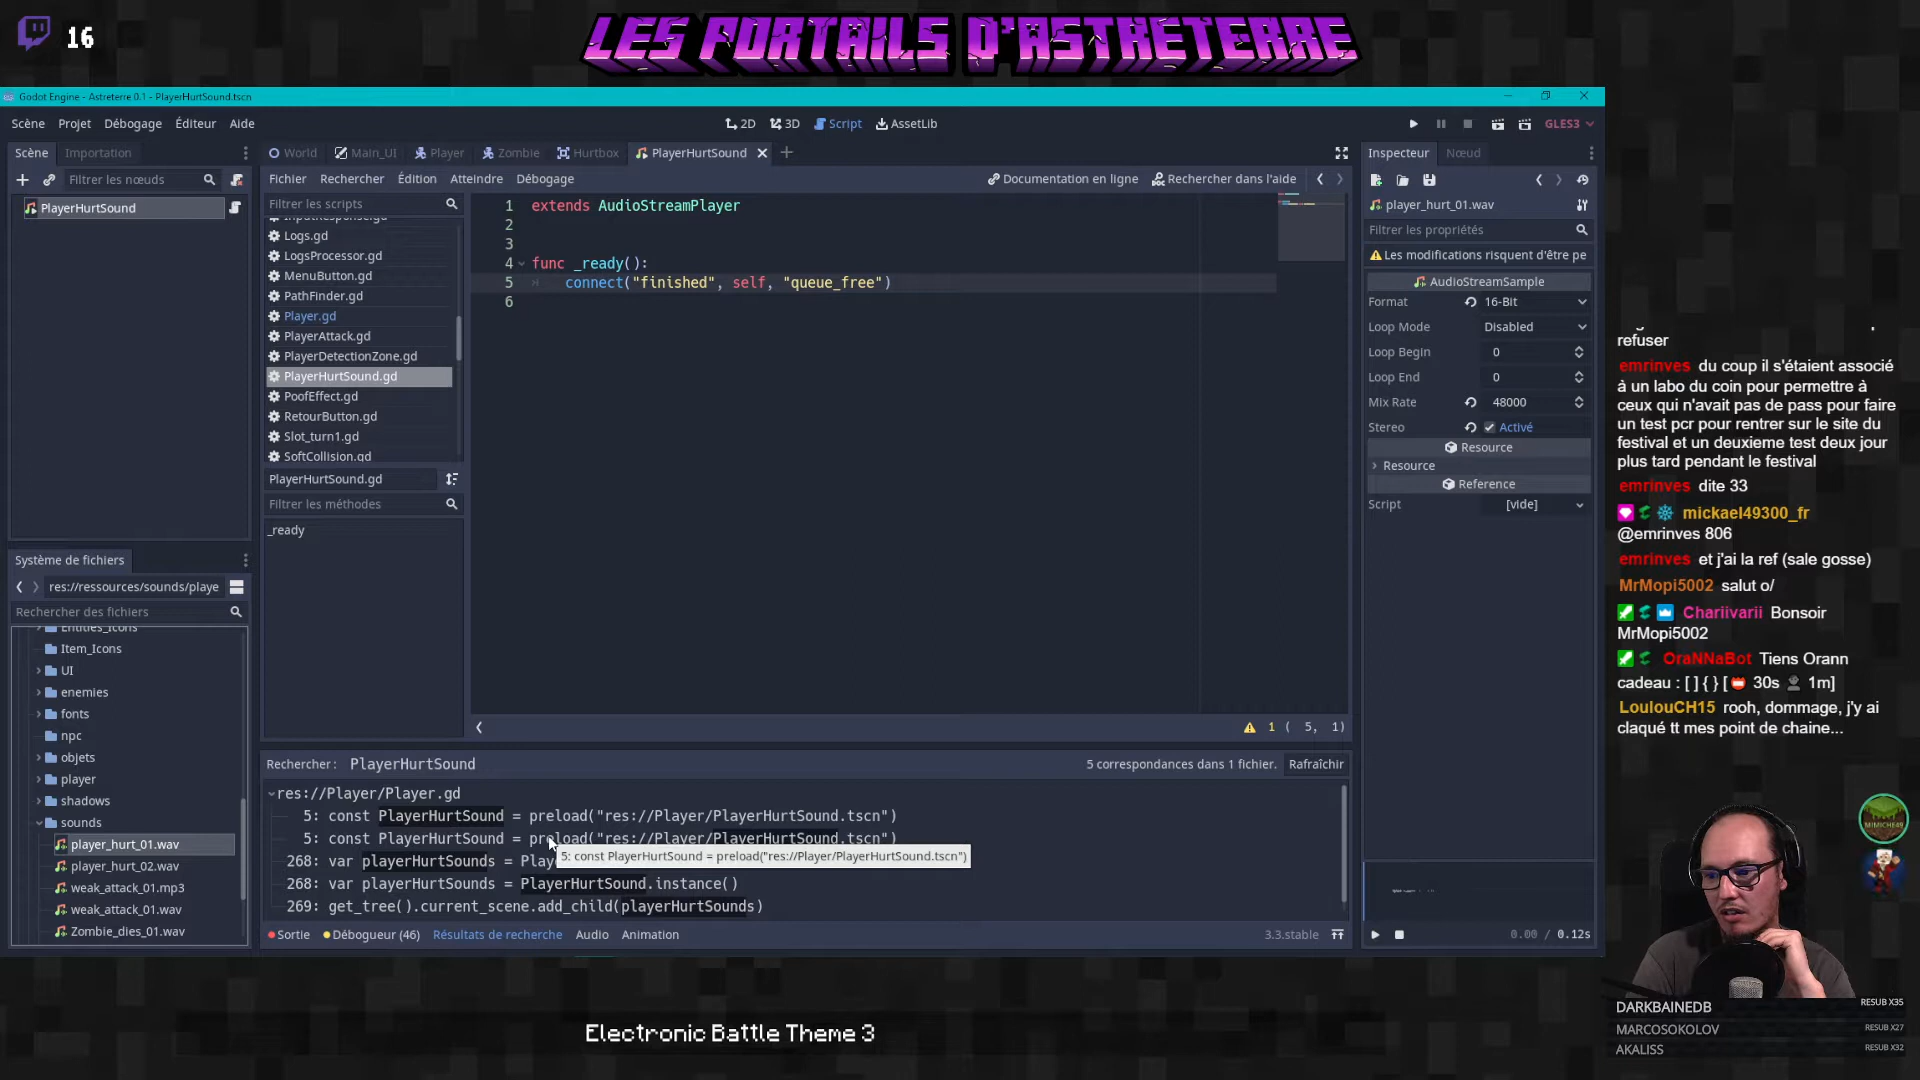 16
LES PORTAILS D'ASTRETERRE
Godot Engine - Astreterre 0.1 - PlayerHurtSound.tscn
Scène Projet Débogage Éditeur Aide
2D 3D Script AssetLib
GLES3
Scène Importation
World Main_UI Player Zombie Hurtbox PlayerHurtSound
Inspecteur Nœud
Filtrer les nœuds
Fichier Rechercher Édition Atteindre Débogage
Documentation en ligne Rechercher dans l'aide
PlayerHurtSound
Filtrer les scripts
Logs.gd
LogsProcessor.gd
MenuButton.gd
PathFinder.gd
Player.gd
PlayerAttack.gd
PlayerDetectionZone.gd
PlayerHurtSound.gd
PoofEffect.gd
RetourButton.gd
Slot_turn1.gd
SoftCollision.gd
PlayerHurtSound.gd
Filtrer les méthodes
_ready
1 extends AudioStreamPlayer
2
3
4 func _ready():
5 connect("finished", self, "queue_free")
6
1 ( 5, 1)
player_hurt_01.wav
Filtrer les propriétés
Les modifications risquent d'être pe
AudioStreamSample
Format 16-Bit
Loop Mode Disabled
Loop Begin 0
Loop End 0
Mix Rate 48000
Stereo Activé
Resource
Resource
Reference
Script [vide]
0.00 / 0.12s
Système de fichiers
res://ressources/sounds/playe
Rechercher des fichiers
Entities_Icons
Item_Icons
UI
enemies
fonts
npc
objets
player
shadows
sounds
player_hurt_01.wav
player_hurt_02.wav
weak_attack_01.mp3
weak_attack_01.wav
Zombie_dies_01.wav
Rechercher : PlayerHurtSound
5 correspondances dans 1 fichier. Rafraîchir
res://Player/Player.gd
5: const PlayerHurtSound = preload("res://Player/PlayerHurtSound.tscn")
5: const PlayerHurtSound = preload("res://Player/PlayerHurtSound.tscn")
5: const PlayerHurtSound = preload("res://Player/PlayerHurtSound.tscn")
268: var playerHurtSounds = Play
268: var playerHurtSounds = PlayerHurtSound.instance()
269: get_tree().current_scene.add_child(playerHurtSounds)
Sortie Débogueur (46) Résultats de recherche Audio Animation
3.3.stable
refuser
emrinves du coup il s'étaient associé
à un labo du coin pour permettre à
ceux qui n'avait pas de pass pour faire
un test pcr pour rentrer sur le site du
festival et un deuxieme test deux jour
plus tard pendant le festival
emrinves dite 33
mickael49300_fr
@emrinves 806
emrinves et j'ai la ref (sale gosse)
MrMopi5002 salut o/
Chariivarii Bonsoir
MrMopi5002
OraNNaBot Tiens Orann
cadeau : [ ] { } [ 30s 1m]
LoulouCH15 rooh, dommage, j'y ai
claqué tt mes point de chaine...
MIMICHE49
DARKBAINEDB RESUB X35
MARCOSOKOLOV RESUB X27
AKALISS RESUB X32
Electronic Battle Theme 3